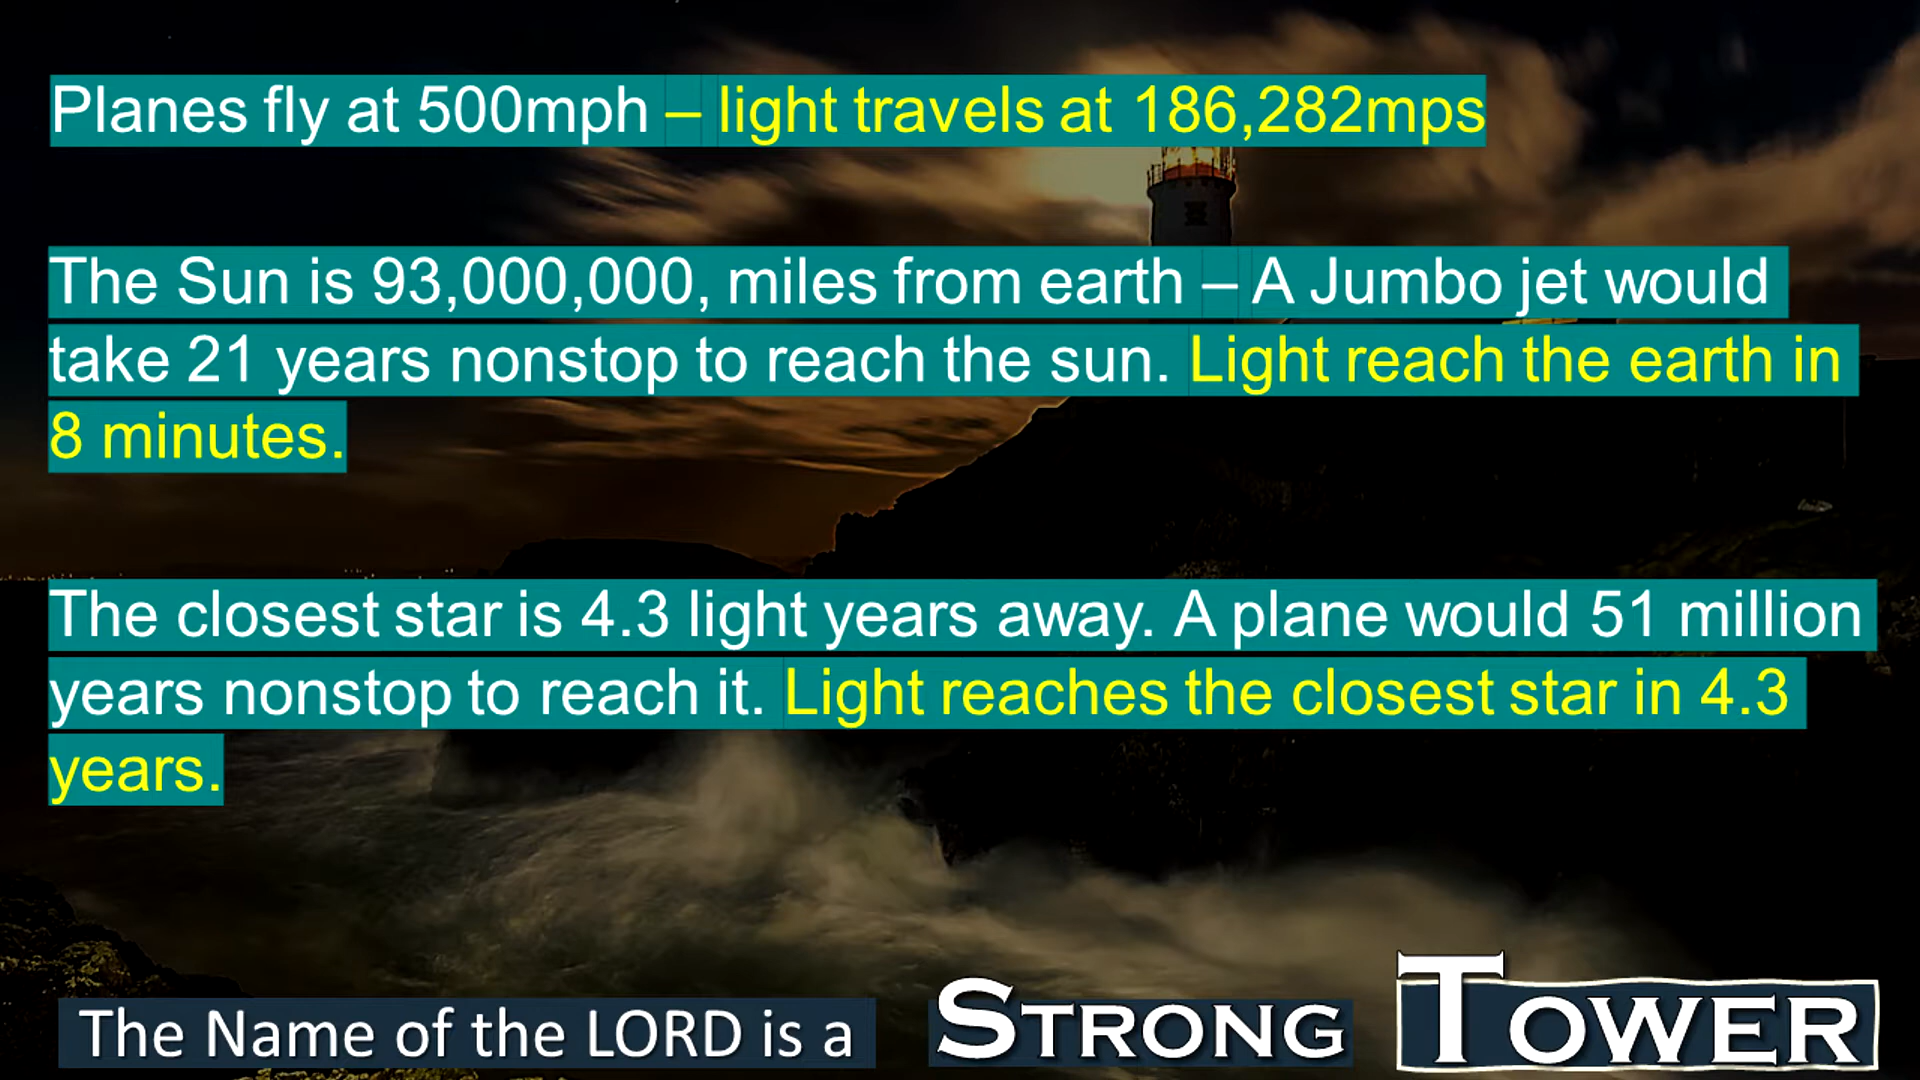 Planes fly at 500mph – light travels at 186,282mps
The Sun is 93,000,000, miles from earth – A Jumbo jet would
take 21 years nonstop to reach the sun. Light reach the earth in
8 minutes.
The closest star is 4.3 light years away. A plane would 51 million
years nonstop to reach it. Light reaches the closest star in 4.3
years.
The Name of the LORD is a STRONG TOWER